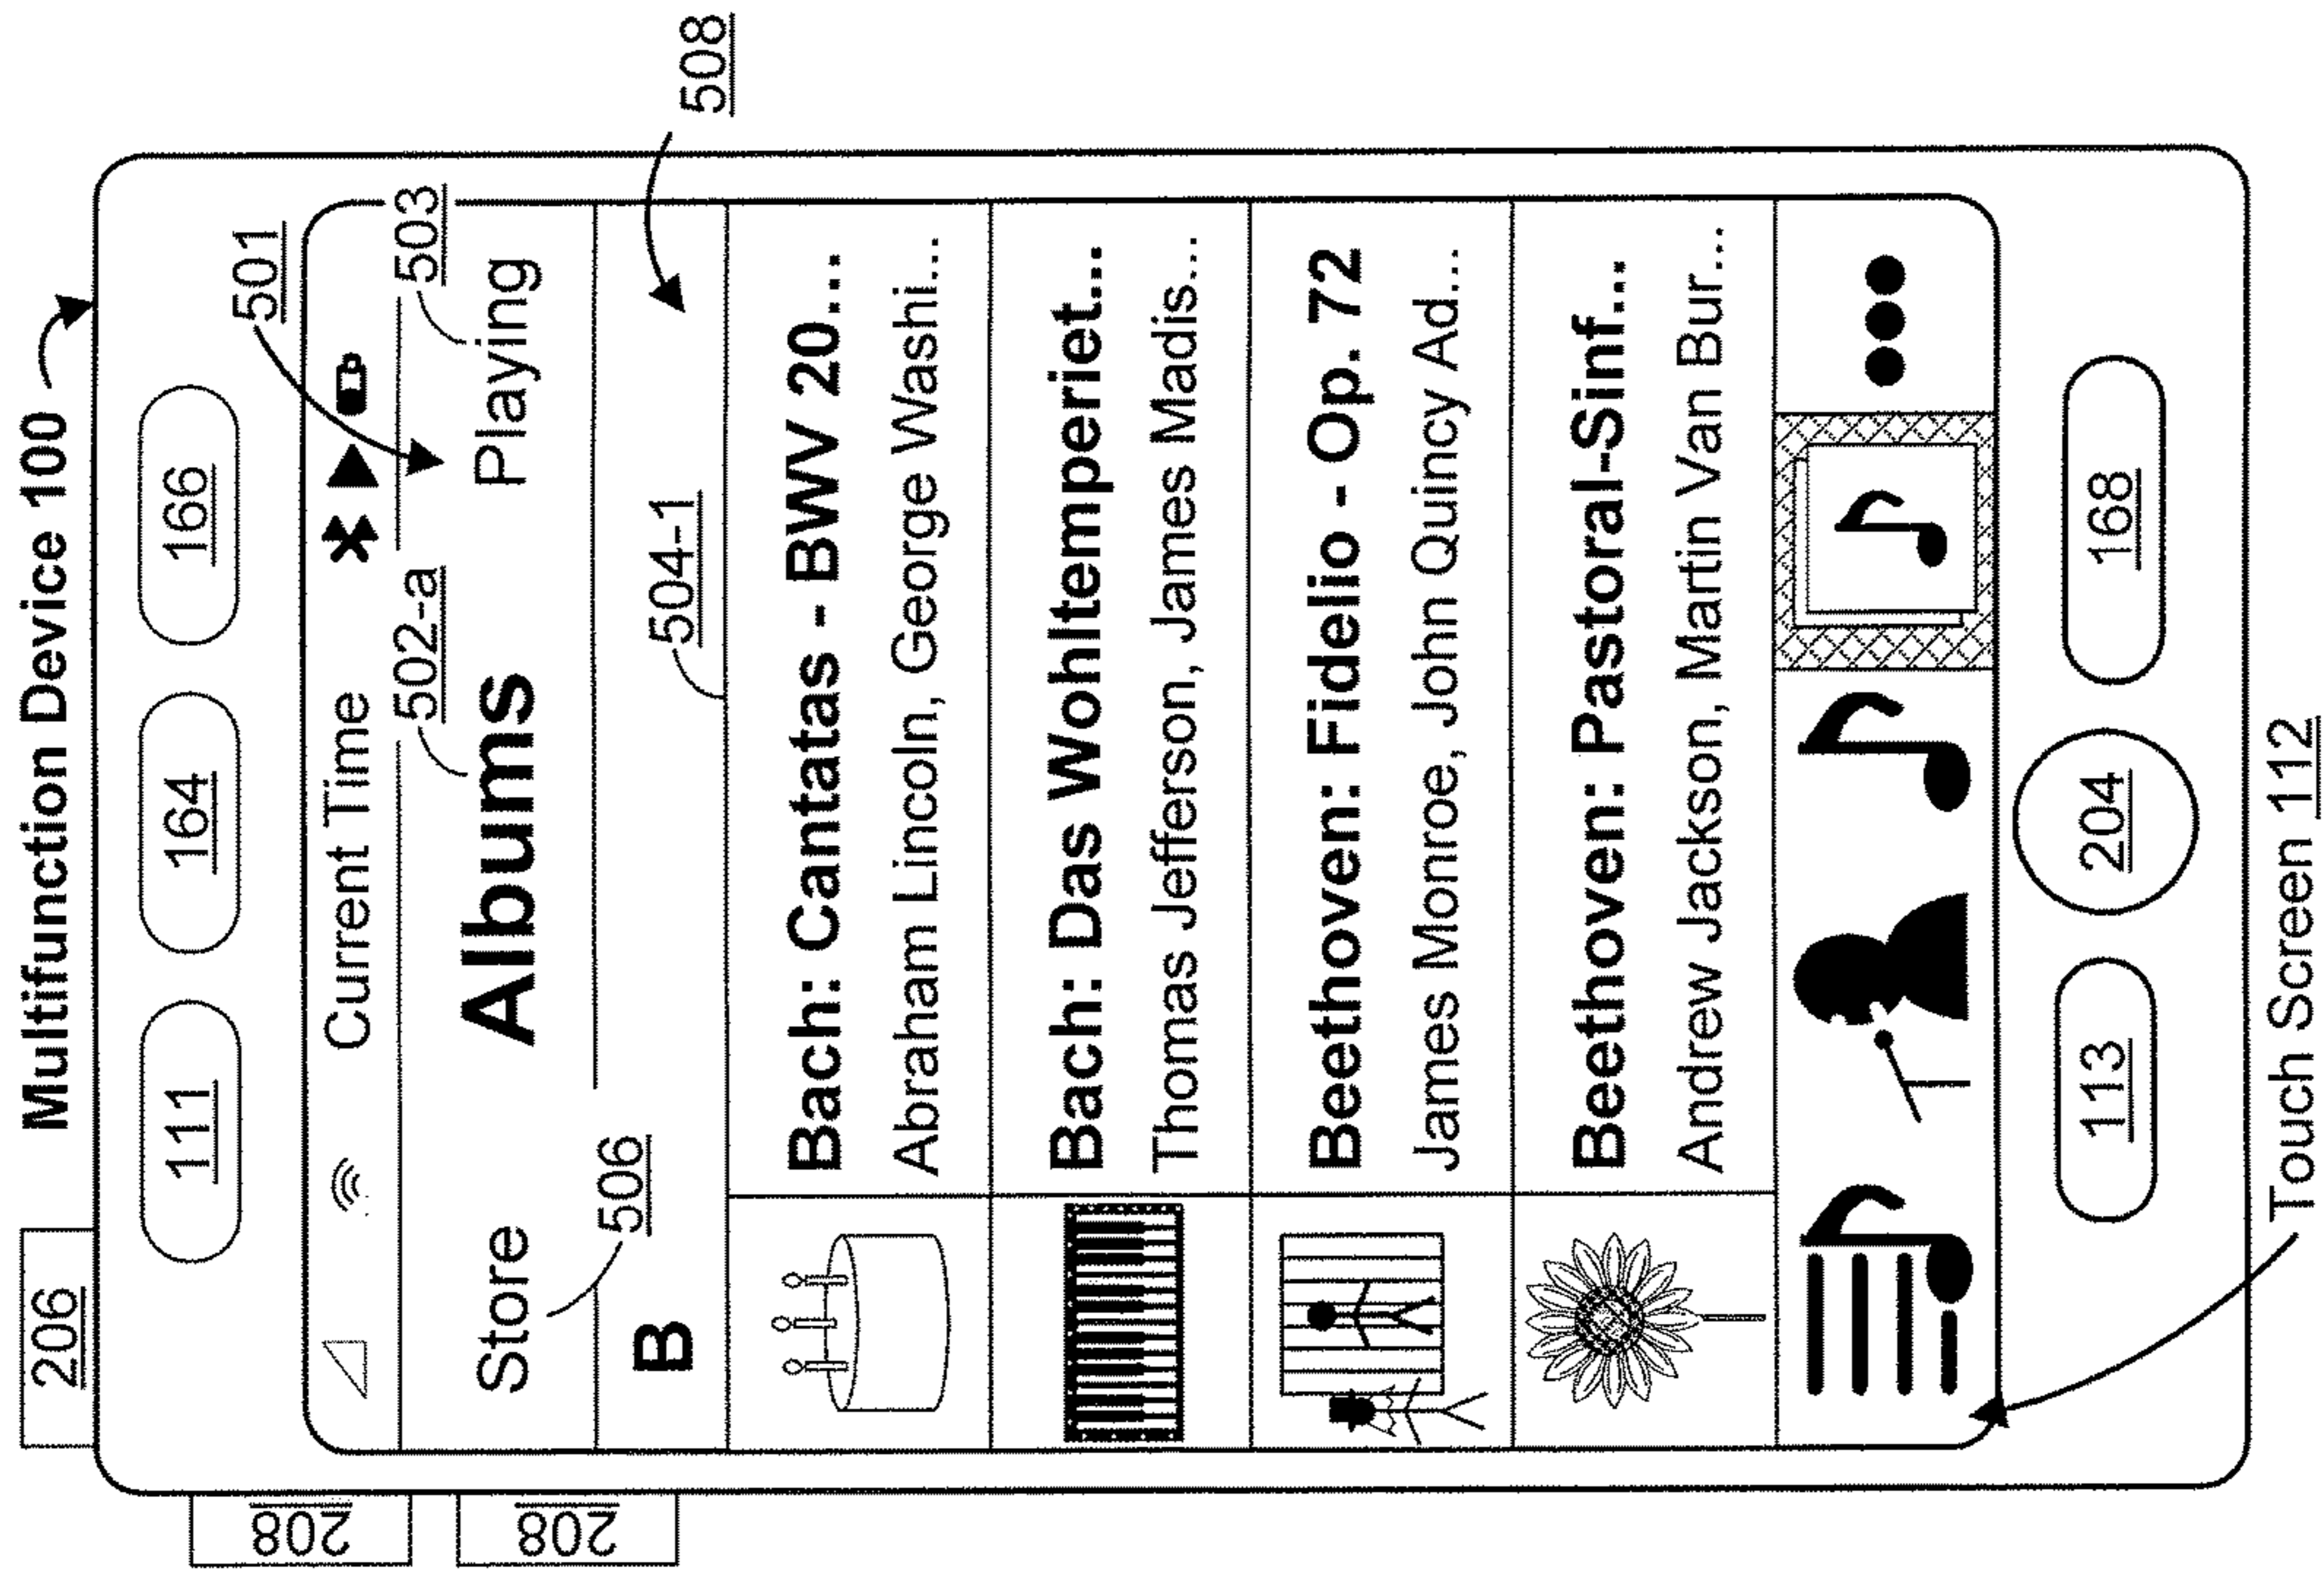 Multifunction Device 100
206
208
208
111
164
166
501
Current Time
502-a
503
Store
Albums
Playing
506
504-1
508
B
Bach: Cantatas - BWV 20...
Abraham Lincoln, George Washi...
Bach: Das Wohltemperiet...
Thomas Jefferson, James Madis...
Beethoven: Fidelio - Op. 72
James Monroe, John Quincy Ad...
Beethoven: Pastoral-Sinf...
Andrew Jackson, Martin Van Bur...
113
204
168
Touch Screen 112